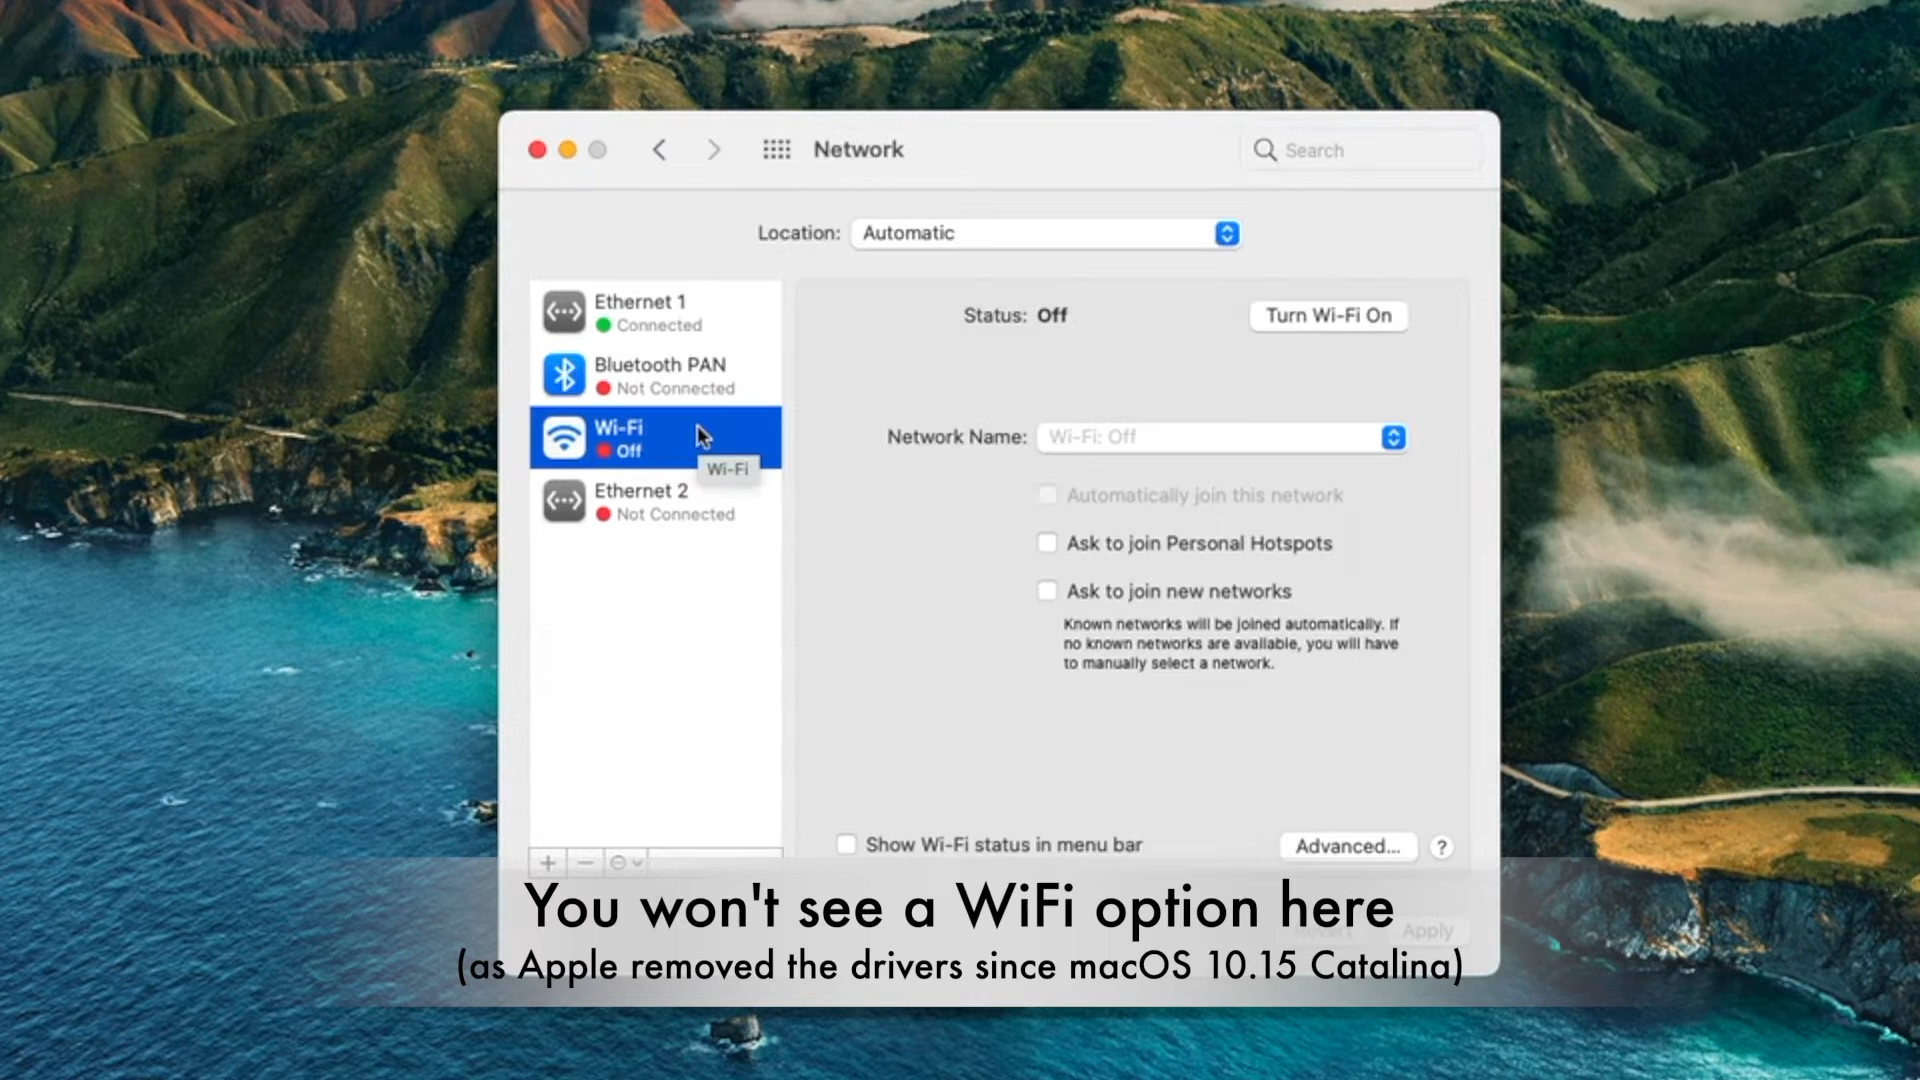 Network
Search
Location: Automatic
Ethernet 1
Connected
Bluetooth PAN
Not Connected
Wi-Fi
Off
Wi-Fi
Ethernet 2
Not Connected
Status: Off
Turn Wi-Fi On
Network Name: Wi-Fi: Off
Automatically join this network
Ask to join Personal Hotspots
Ask to join new networks
Known networks will be joined automatically. If
no known networks are available, you will have
to manually select a network.
Show Wi-Fi status in menu bar
Advanced...
?
Revert
Apply
You won't see a WiFi option here
(as Apple removed the drivers since macOS 10.15 Catalina)